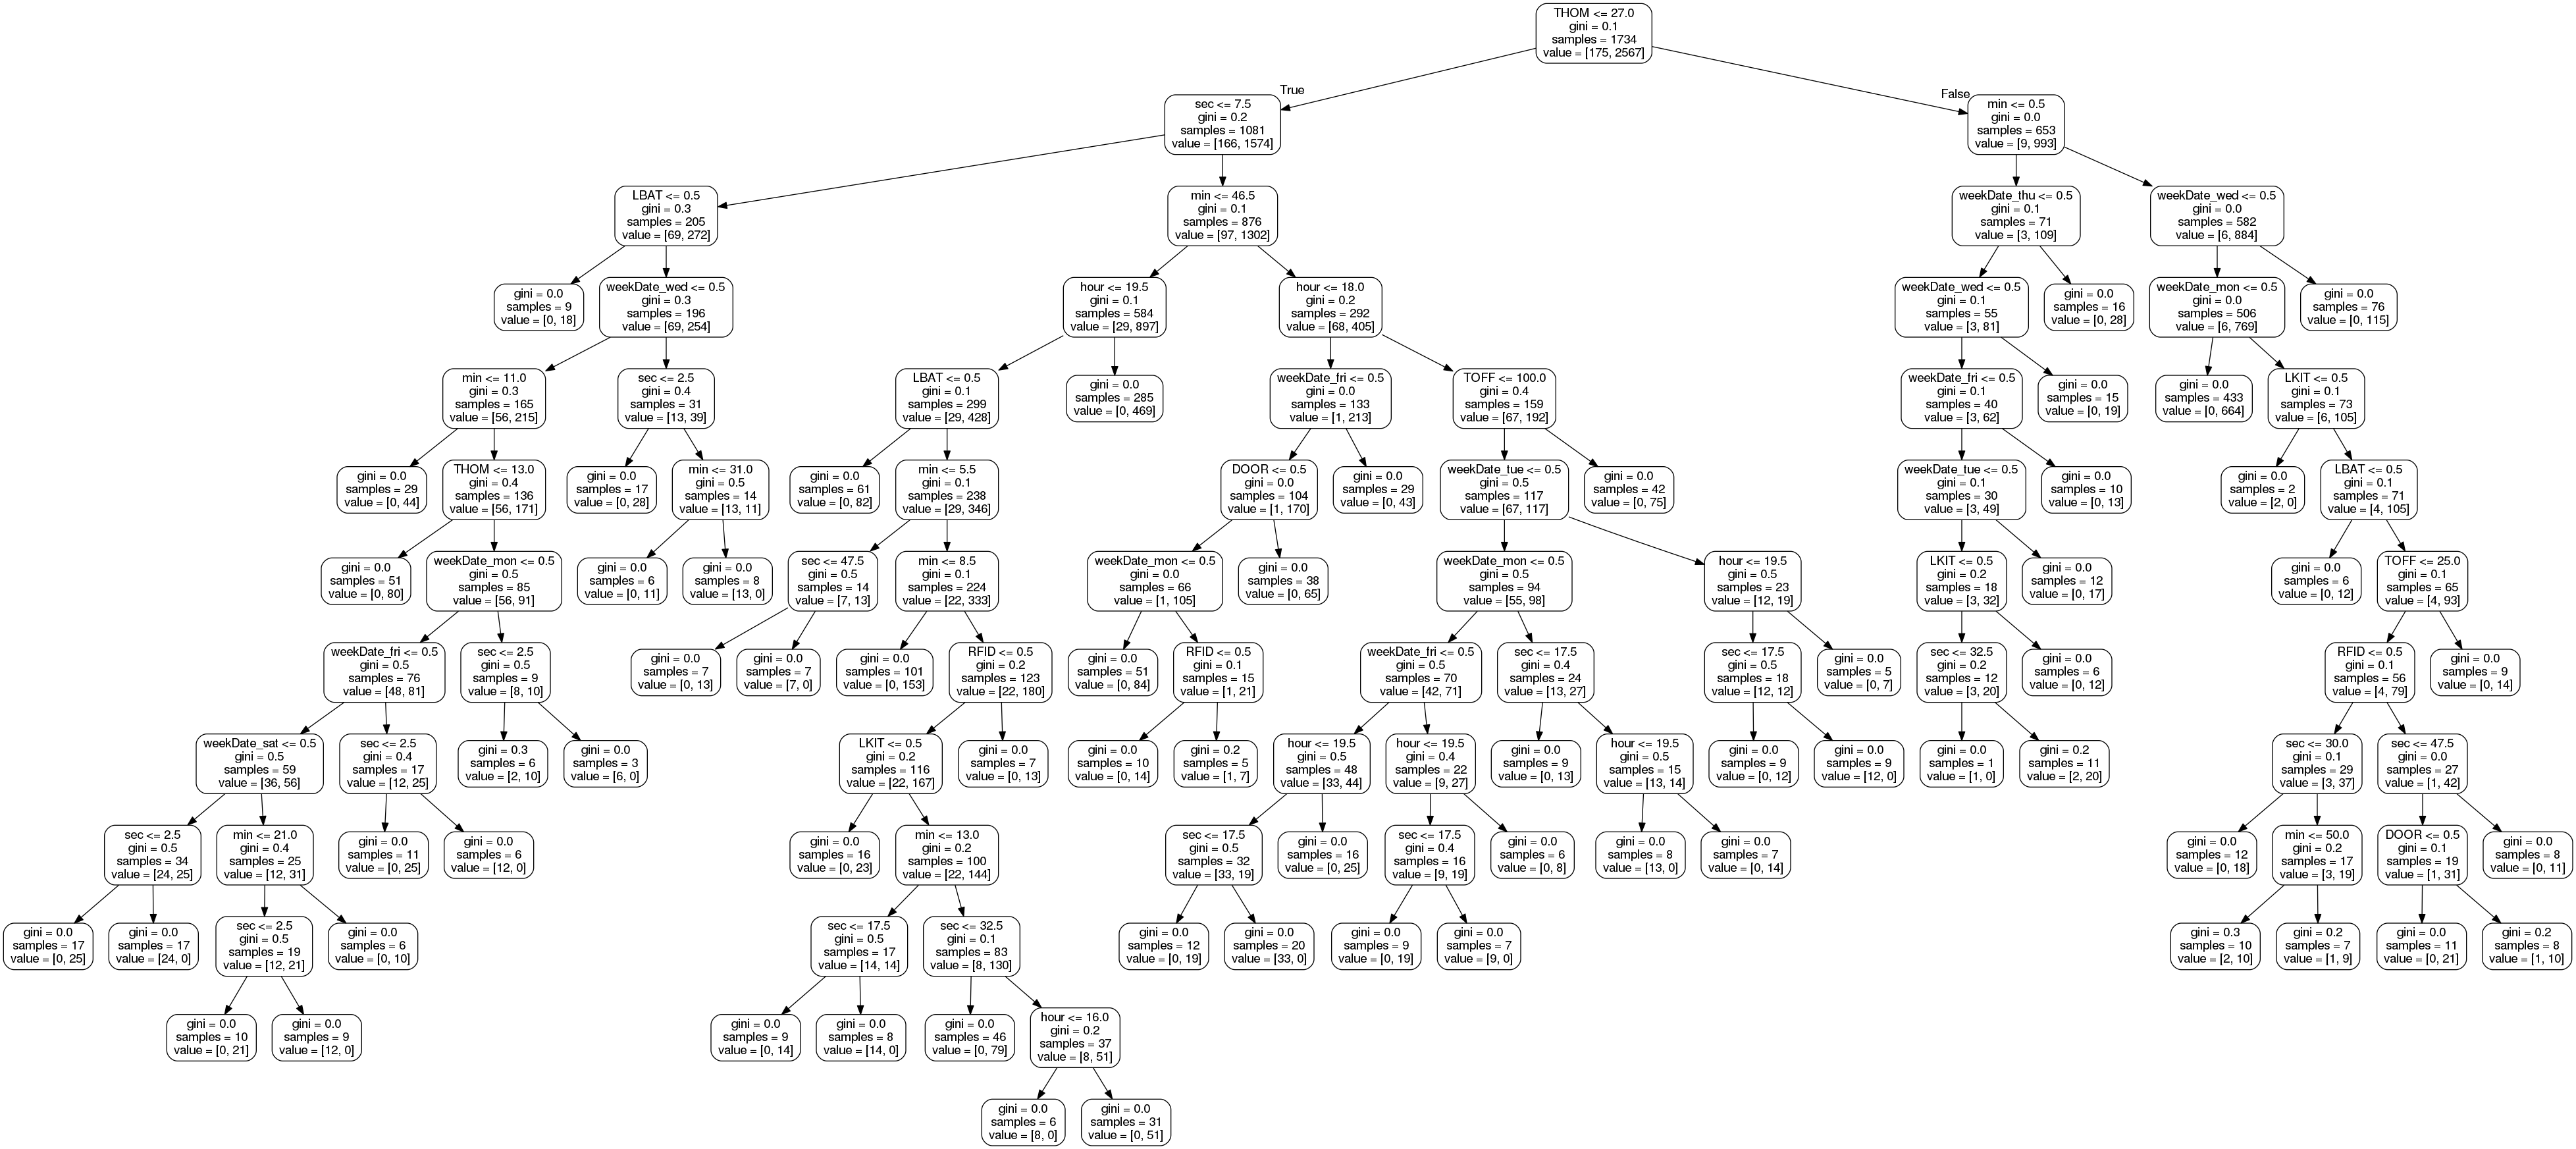 THOM <= 27.0
gini = 0.1
samples = 1734
value = [175, 2567]
True
False
sec <= 7.5
gini = 0.2
samples = 1081
value = [166, 1574]
min <= 0.5
gini = 0.0
samples = 653
value = [9, 993]
LBAT <= 0.5
gini = 0.3
samples = 205
value = [69, 272]
min <= 46.5
gini = 0.1
samples = 876
value = [97, 1302]
weekDate_thu <= 0.5
gini = 0.1
samples = 71
value = [3, 109]
weekDate_wed <= 0.5
gini = 0.0
samples = 582
value = [6, 884]
gini = 0.0
samples = 9
value = [0, 18]
weekDate_wed <= 0.5
gini = 0.3
samples = 196
value = [69, 254]
hour <= 19.5
gini = 0.1
samples = 584
value = [29, 897]
hour <= 18.0
gini = 0.2
samples = 292
value = [68, 405]
weekDate_wed <= 0.5
gini = 0.1
samples = 55
value = [3, 81]
gini = 0.0
samples = 16
value = [0, 28]
weekDate_mon <= 0.5
gini = 0.0
samples = 506
value = [6, 769]
gini = 0.0
samples = 76
value = [0, 115]
min <= 11.0
gini = 0.3
samples = 165
value = [56, 215]
sec <= 2.5
gini = 0.4
samples = 31
value = [13, 39]
LBAT <= 0.5
gini = 0.1
samples = 299
value = [29, 428]
gini = 0.0
samples = 285
value = [0, 469]
weekDate_fri <= 0.5
gini = 0.0
samples = 133
value = [1, 213]
TOFF <= 100.0
gini = 0.4
samples = 159
value = [67, 192]
weekDate_fri <= 0.5
gini = 0.1
samples = 40
value = [3, 62]
gini = 0.0
samples = 15
value = [0, 19]
gini = 0.0
samples = 433
value = [0, 664]
LKIT <= 0.5
gini = 0.1
samples = 73
value = [6, 105]
gini = 0.0
samples = 29
value = [0, 44]
THOM <= 13.0
gini = 0.4
samples = 136
value = [56, 171]
gini = 0.0
samples = 17
value = [0, 28]
min <= 31.0
gini = 0.5
samples = 14
value = [13, 11]
gini = 0.0
samples = 61
value = [0, 82]
min <= 5.5
gini = 0.1
samples = 238
value = [29, 346]
DOOR <= 0.5
gini = 0.0
samples = 104
value = [1, 170]
gini = 0.0
samples = 29
value = [0, 43]
weekDate_tue <= 0.5
gini = 0.5
samples = 117
value = [67, 117]
gini = 0.0
samples = 42
value = [0, 75]
weekDate_tue <= 0.5
gini = 0.1
samples = 30
value = [3, 49]
gini = 0.0
samples = 10
value = [0, 13]
gini = 0.0
samples = 2
value = [2, 0]
LBAT <= 0.5
gini = 0.1
samples = 71
value = [4, 105]
gini = 0.0
samples = 51
value = [0, 80]
weekDate_mon <= 0.5
gini = 0.5
samples = 85
value = [56, 91]
gini = 0.0
samples = 6
value = [0, 11]
gini = 0.0
samples = 8
value = [13, 0]
sec <= 47.5
gini = 0.5
samples = 14
value = [7, 13]
min <= 8.5
gini = 0.1
samples = 224
value = [22, 333]
weekDate_mon <= 0.5
gini = 0.0
samples = 66
value = [1, 105]
gini = 0.0
samples = 38
value = [0, 65]
weekDate_mon <= 0.5
gini = 0.5
samples = 94
value = [55, 98]
hour <= 19.5
gini = 0.5
samples = 23
value = [12, 19]
LKIT <= 0.5
gini = 0.2
samples = 18
value = [3, 32]
gini = 0.0
samples = 12
value = [0, 17]
gini = 0.0
samples = 6
value = [0, 12]
TOFF <= 25.0
gini = 0.1
samples = 65
value = [4, 93]
weekDate_fri <= 0.5
gini = 0.5
samples = 76
value = [48, 81]
sec <= 2.5
gini = 0.5
samples = 9
value = [8, 10]
gini = 0.0
samples = 7
value = [0, 13]
gini = 0.0
samples = 7
value = [7, 0]
gini = 0.0
samples = 101
value = [0, 153]
RFID <= 0.5
gini = 0.2
samples = 123
value = [22, 180]
gini = 0.0
samples = 51
value = [0, 84]
RFID <= 0.5
gini = 0.1
samples = 15
value = [1, 21]
weekDate_fri <= 0.5
gini = 0.5
samples = 70
value = [42, 71]
sec <= 17.5
gini = 0.4
samples = 24
value = [13, 27]
sec <= 17.5
gini = 0.5
samples = 18
value = [12, 12]
gini = 0.0
samples = 5
value = [0, 7]
sec <= 32.5
gini = 0.2
samples = 12
value = [3, 20]
gini = 0.0
samples = 6
value = [0, 12]
RFID <= 0.5
gini = 0.1
samples = 56
value = [4, 79]
gini = 0.0
samples = 9
value = [0, 14]
weekDate_sat <= 0.5
gini = 0.5
samples = 59
value = [36, 56]
sec <= 2.5
gini = 0.4
samples = 17
value = [12, 25]
gini = 0.3
samples = 6
value = [2, 10]
gini = 0.0
samples = 3
value = [6, 0]
LKIT <= 0.5
gini = 0.2
samples = 116
value = [22, 167]
gini = 0.0
samples = 7
value = [0, 13]
gini = 0.0
samples = 10
value = [0, 14]
gini = 0.2
samples = 5
value = [1, 7]
hour <= 19.5
gini = 0.5
samples = 48
value = [33, 44]
hour <= 19.5
gini = 0.4
samples = 22
value = [9, 27]
gini = 0.0
samples = 9
value = [0, 13]
hour <= 19.5
gini = 0.5
samples = 15
value = [13, 14]
gini = 0.0
samples = 9
value = [0, 12]
gini = 0.0
samples = 9
value = [12, 0]
gini = 0.0
samples = 1
value = [1, 0]
gini = 0.2
samples = 11
value = [2, 20]
sec <= 30.0
gini = 0.1
samples = 29
value = [3, 37]
sec <= 47.5
gini = 0.0
samples = 27
value = [1, 42]
sec <= 2.5
gini = 0.5
samples = 34
value = [24, 25]
min <= 21.0
gini = 0.4
samples = 25
value = [12, 31]
gini = 0.0
samples = 11
value = [0, 25]
gini = 0.0
samples = 6
value = [12, 0]
gini = 0.0
samples = 16
value = [0, 23]
min <= 13.0
gini = 0.2
samples = 100
value = [22, 144]
sec <= 17.5
gini = 0.5
samples = 32
value = [33, 19]
gini = 0.0
samples = 16
value = [0, 25]
sec <= 17.5
gini = 0.4
samples = 16
value = [9, 19]
gini = 0.0
samples = 6
value = [0, 8]
gini = 0.0
samples = 8
value = [13, 0]
gini = 0.0
samples = 7
value = [0, 14]
gini = 0.0
samples = 12
value = [0, 18]
min <= 50.0
gini = 0.2
samples = 17
value = [3, 19]
DOOR <= 0.5
gini = 0.1
samples = 19
value = [1, 31]
gini = 0.0
samples = 8
value = [0, 11]
gini = 0.0
samples = 17
value = [0, 25]
gini = 0.0
samples = 17
value = [24, 0]
sec <= 2.5
gini = 0.5
samples = 19
value = [12, 21]
gini = 0.0
samples = 6
value = [0, 10]
sec <= 17.5
gini = 0.5
samples = 17
value = [14, 14]
sec <= 32.5
gini = 0.1
samples = 83
value = [8, 130]
gini = 0.0
samples = 12
value = [0, 19]
gini = 0.0
samples = 20
value = [33, 0]
gini = 0.0
samples = 9
value = [0, 19]
gini = 0.0
samples = 7
value = [9, 0]
gini = 0.3
samples = 10
value = [2, 10]
gini = 0.2
samples = 7
value = [1, 9]
gini = 0.0
samples = 11
value = [0, 21]
gini = 0.2
samples = 8
value = [1, 10]
gini = 0.0
samples = 10
value = [0, 21]
gini = 0.0
samples = 9
value = [12, 0]
gini = 0.0
samples = 9
value = [0, 14]
gini = 0.0
samples = 8
value = [14, 0]
gini = 0.0
samples = 46
value = [0, 79]
hour <= 16.0
gini = 0.2
samples = 37
value = [8, 51]
gini = 0.0
samples = 6
value = [8, 0]
gini = 0.0
samples = 31
value = [0, 51]